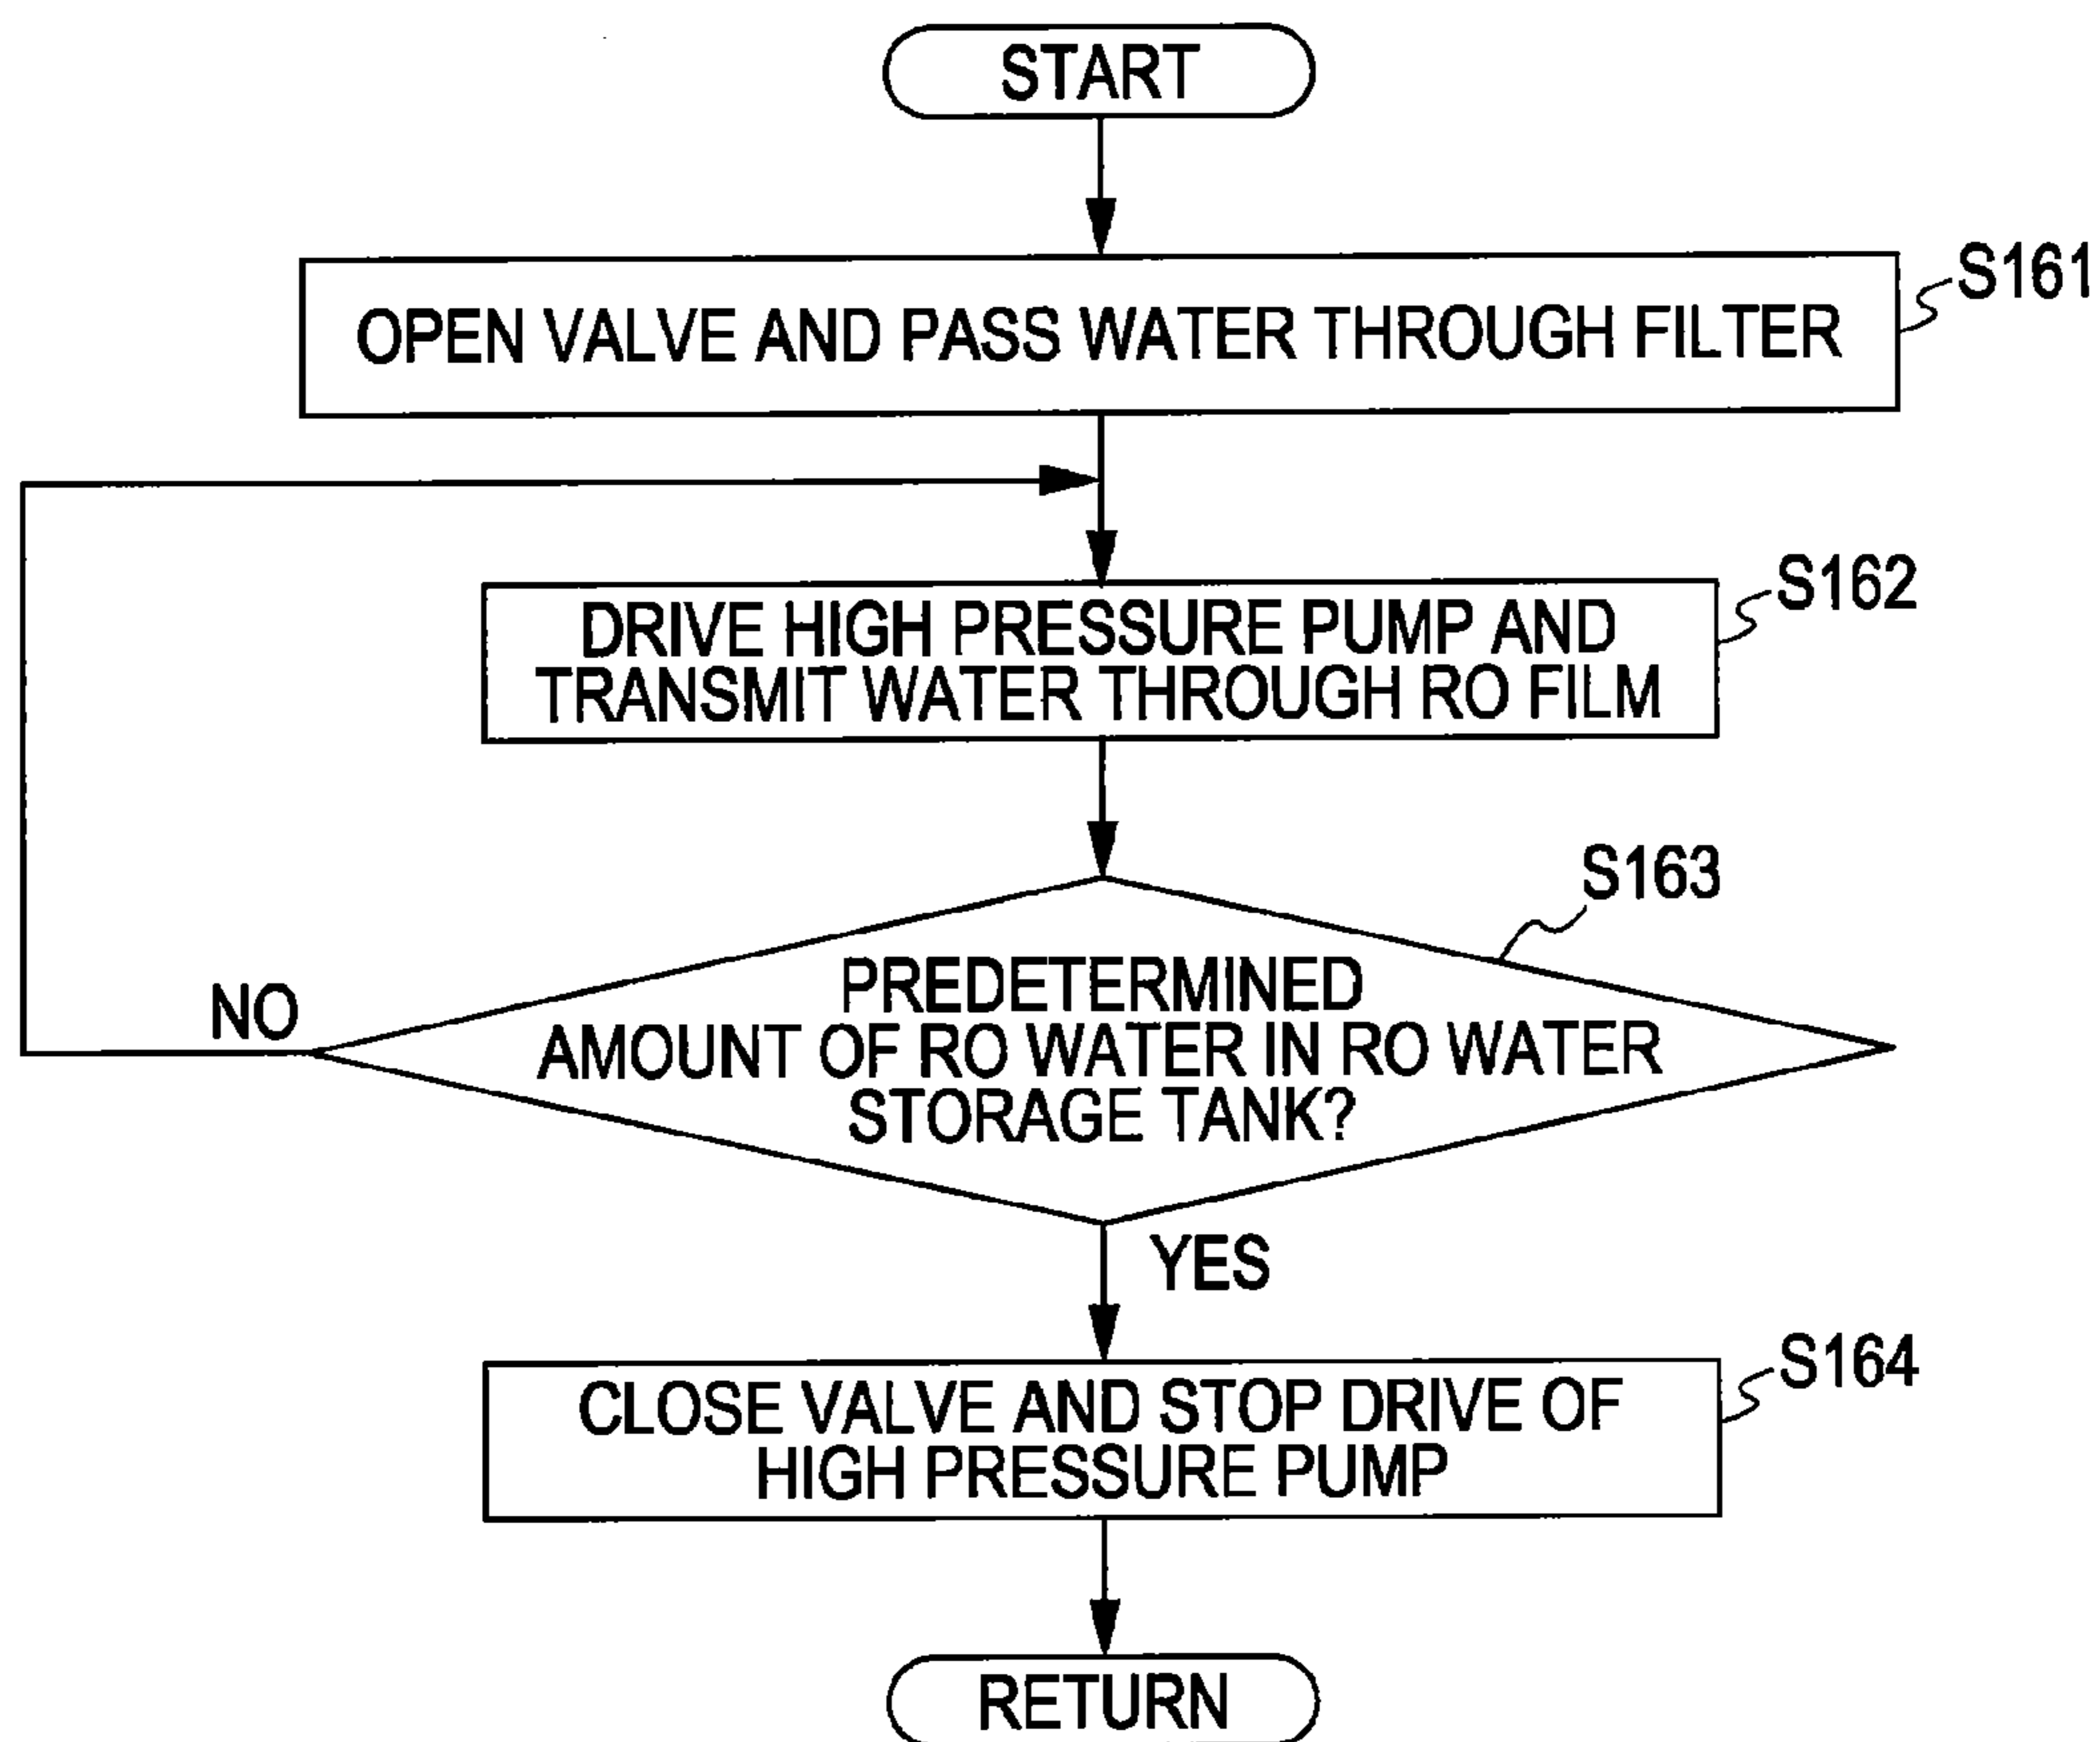 START
S161
OPEN VALVE AND PASS WATER THROUGH FILTER
S162
DRIVE HIGH PRESSURE PUMP AND
TRANSMIT WATER THROUGH RO FILM
S163
PREDETERMINED
AMOUNT OF RO WATER IN RO WATER
STORAGE TANK?
NO
YES
S164
CLOSE VALVE AND STOP DRIVE OF
HIGH PRESSURE PUMP
RETURN